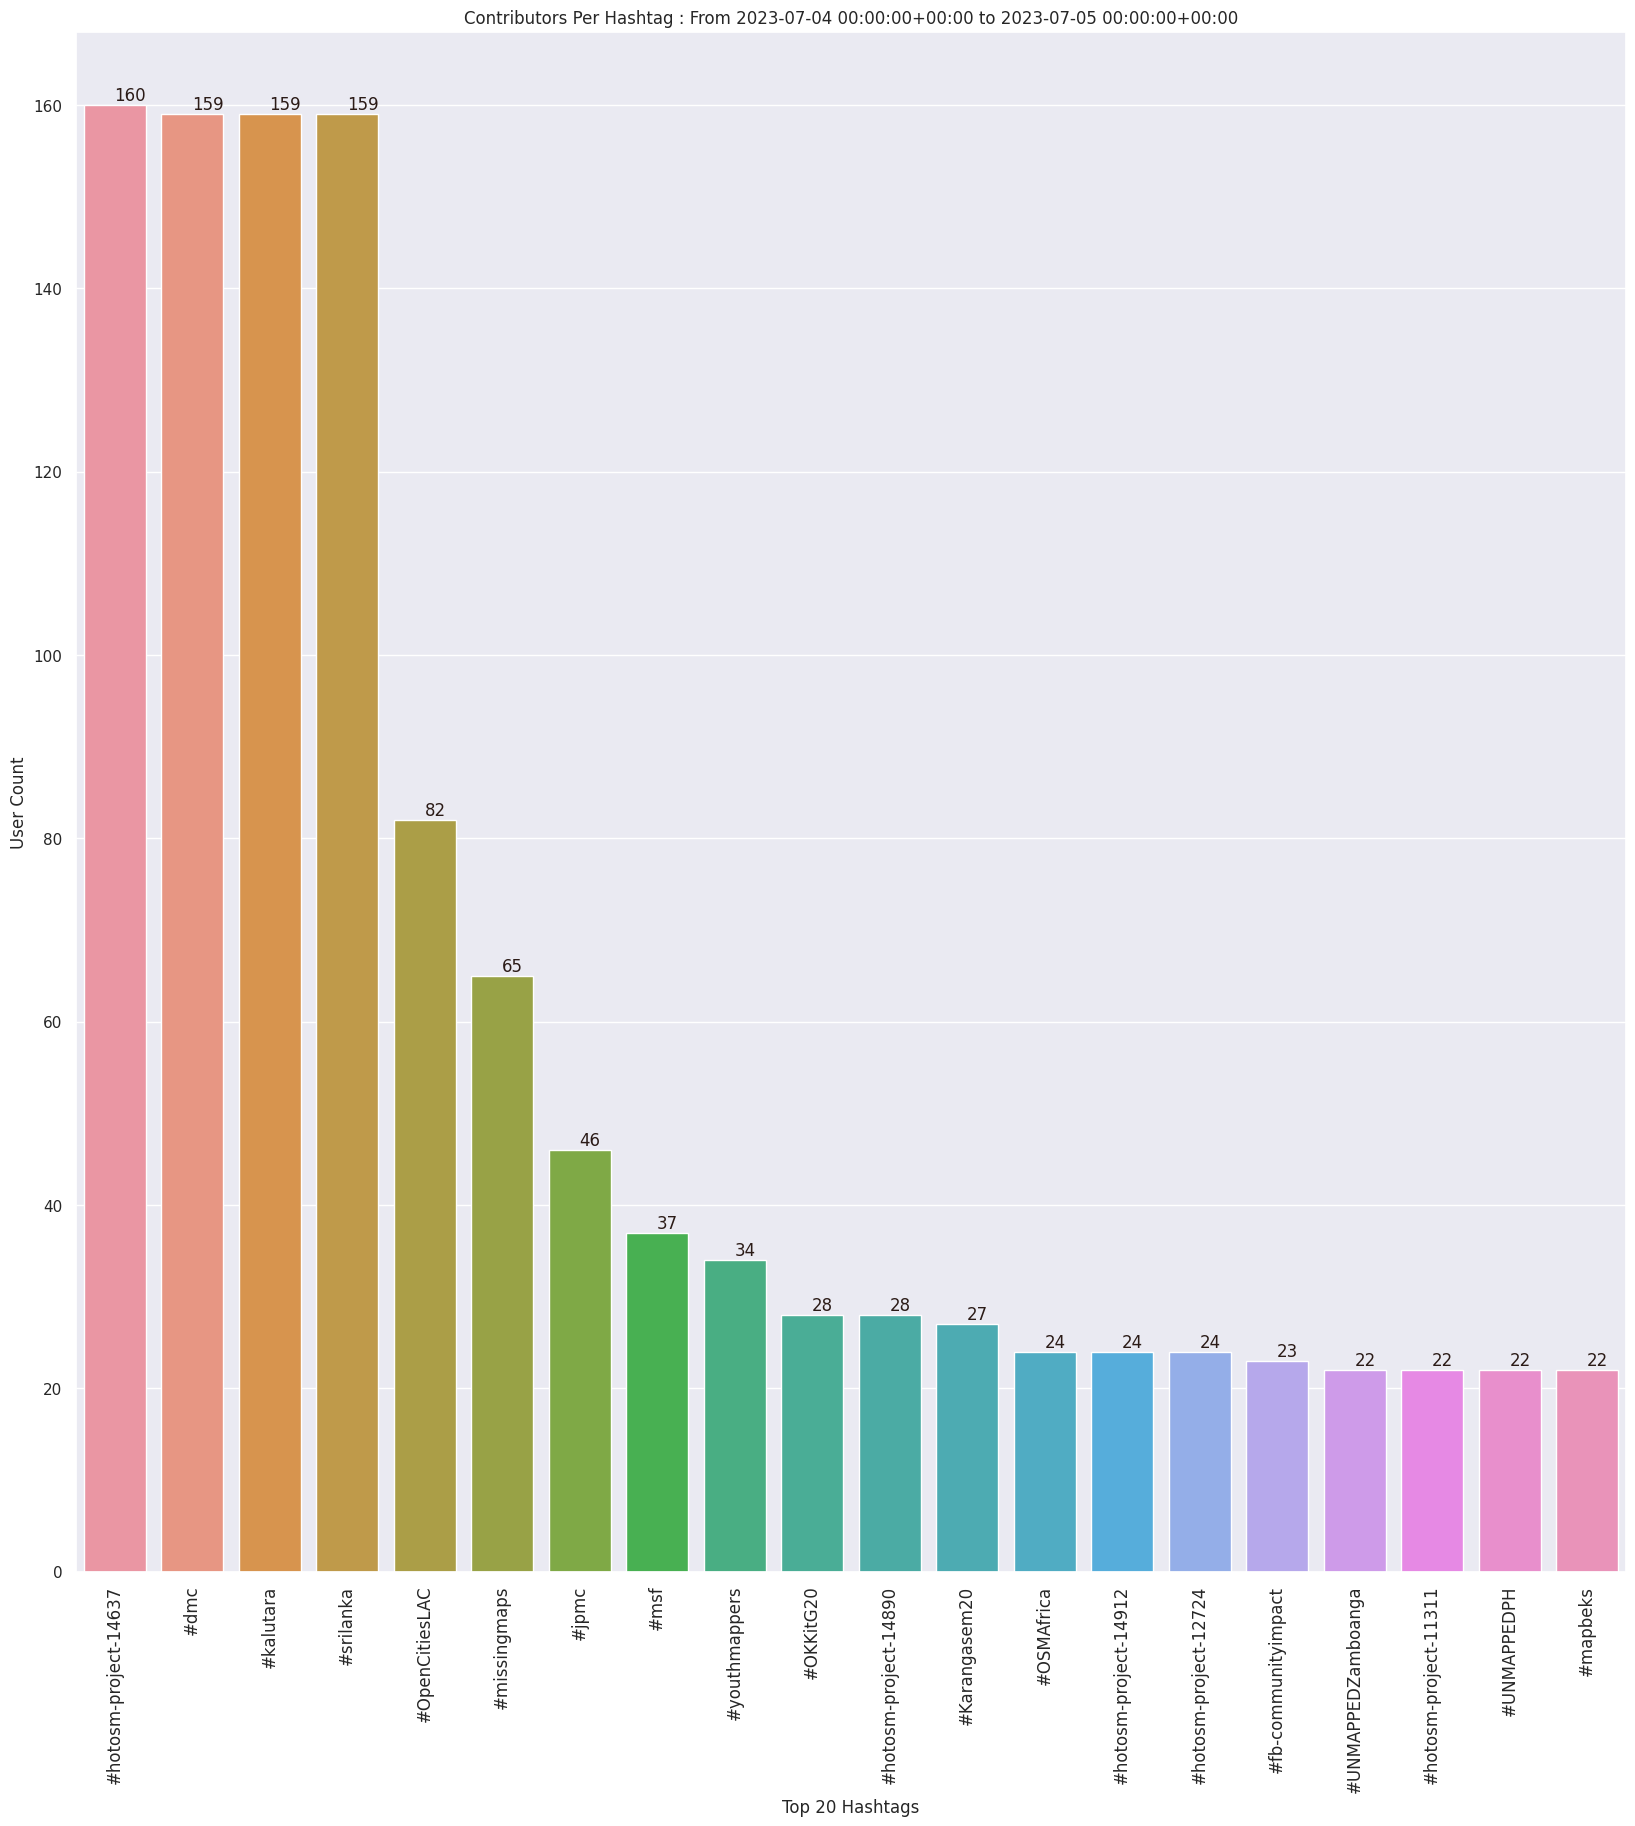 Contributors Per Hashtag : From 2023-07-04 00:00:00+00:00 to 2023-07-05 00:00:00+00:00
User Count
160
140
120
100
80
60
40
20
0
160
159
159
159
82
65
46
37
34
28
28
27
24
24
24
23
22
22
22
22
#hotosm-project-14637
#dmc
#kalutara
#srilanka
#OpenCitiesLAC
#missingmaps
#jpmc
#msf
#youthmappers
#OKKitG20
#hotosm-project-14890
#Karangasem20
#OSMAfrica
#hotosm-project-14912
#hotosm-project-12724
#fb-communityimpact
#UNMAPPEDZamboanga
#hotosm-project-11311
#UNMAPPEDPH
#mapbeks
Top 20 Hashtags